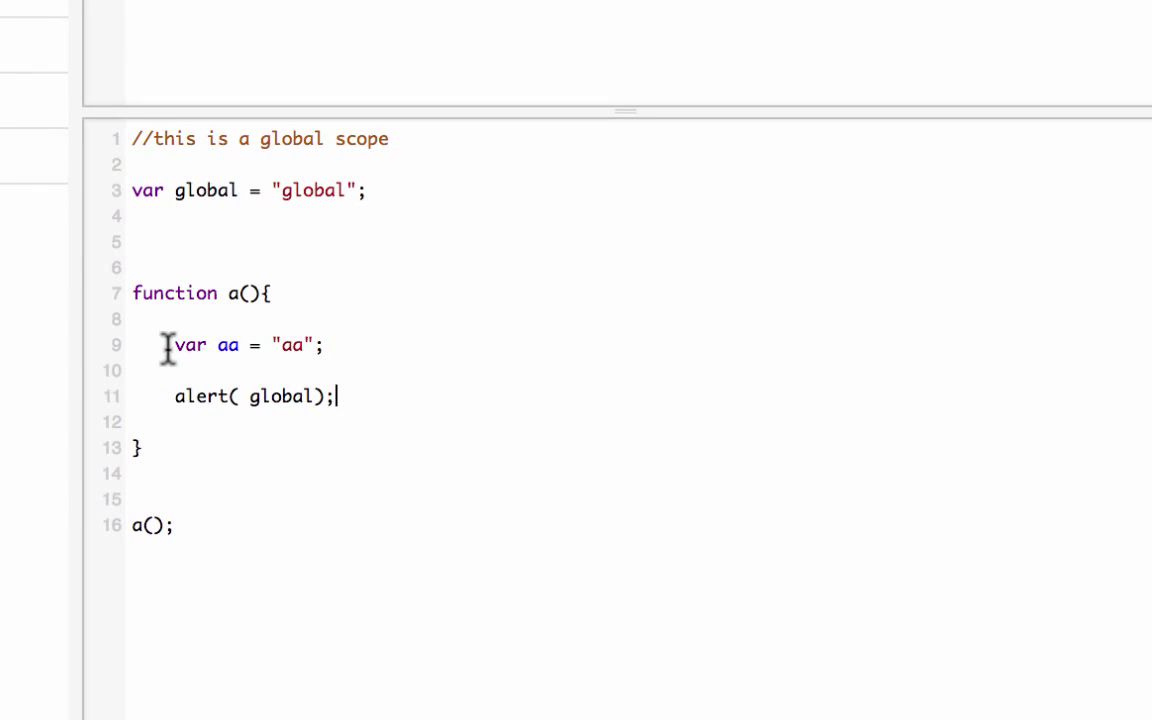 1 //this is a global scope
2
3 var global = "global";
4
5
6
7 function a(){
8
9 var aa = "aa";
10
11 alert( global);
12
13 }
14
15
16 a();